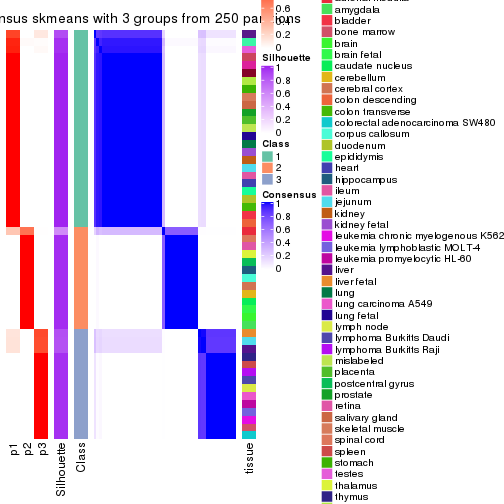 nsus skmeans with 3 groups from 250 partitions
p1
p2
p3
Silhouette
Class
tissue
0.6
0.4
0.2
0
Silhouette
1
0.8
0.6
0.4
0.2
0
Class
1
2
3
Consensus
1
0.8
0.6
0.4
0.2
0
amygdala
bladder
bone marrow
brain
brain fetal
caudate nucleus
cerebellum
cerebral cortex
colon descending
colon transverse
colorectal adenocarcinoma SW480
corpus callosum
duodenum
epididymis
heart
hippocampus
ileum
jejunum
kidney
kidney fetal
leukemia chronic myelogenous K562
leukemia lymphoblastic MOLT-4
leukemia promyelocytic HL-60
liver
liver fetal
lung
lung carcinoma A549
lung fetal
lymph node
lymphoma Burkitts Daudi
lymphoma Burkitts Raji
mislabeled
placenta
postcentral gyrus
prostate
retina
salivary gland
skeletal muscle
spinal cord
spleen
stomach
testes
thalamus
thymus